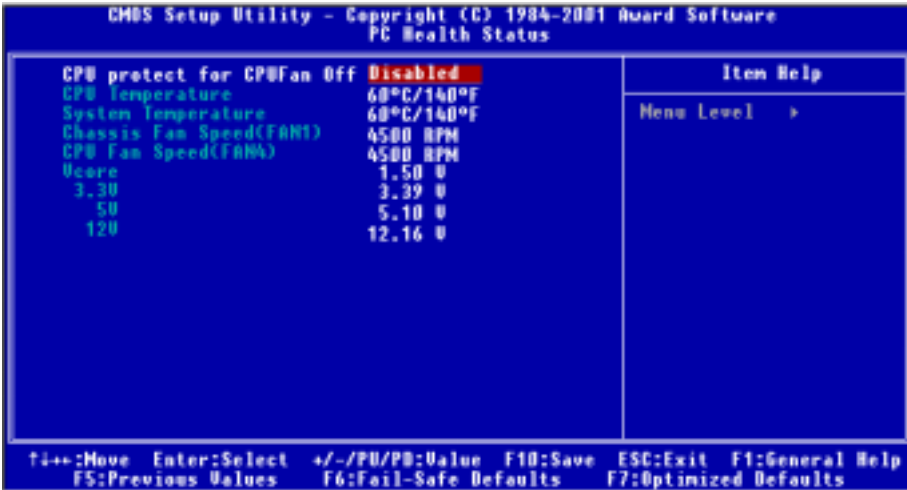 CMOS Setup Utility - Copyright (C) 1984-2001 Award Software
PC Health Status
CPU protect for CPUFan Off Disabled
CPU Temperature 60°C/140°F
System Temperature 60°C/140°F
Chassis Fan Speed(FAN1) 4500 RPM
CPU Fan Speed(FAN4) 4500 RPM
Vcore 1.50 V
3.3V 3.39 V
5V 5.10 V
12V 12.16 V
Item Help
Menu Level ▸
↑↓←→:Move Enter:Select +/-/PU/PD:Value F10:Save ESC:Exit F1:General Help
F5:Previous Values F6:Fail-Safe Defaults F7:Optimized Defaults